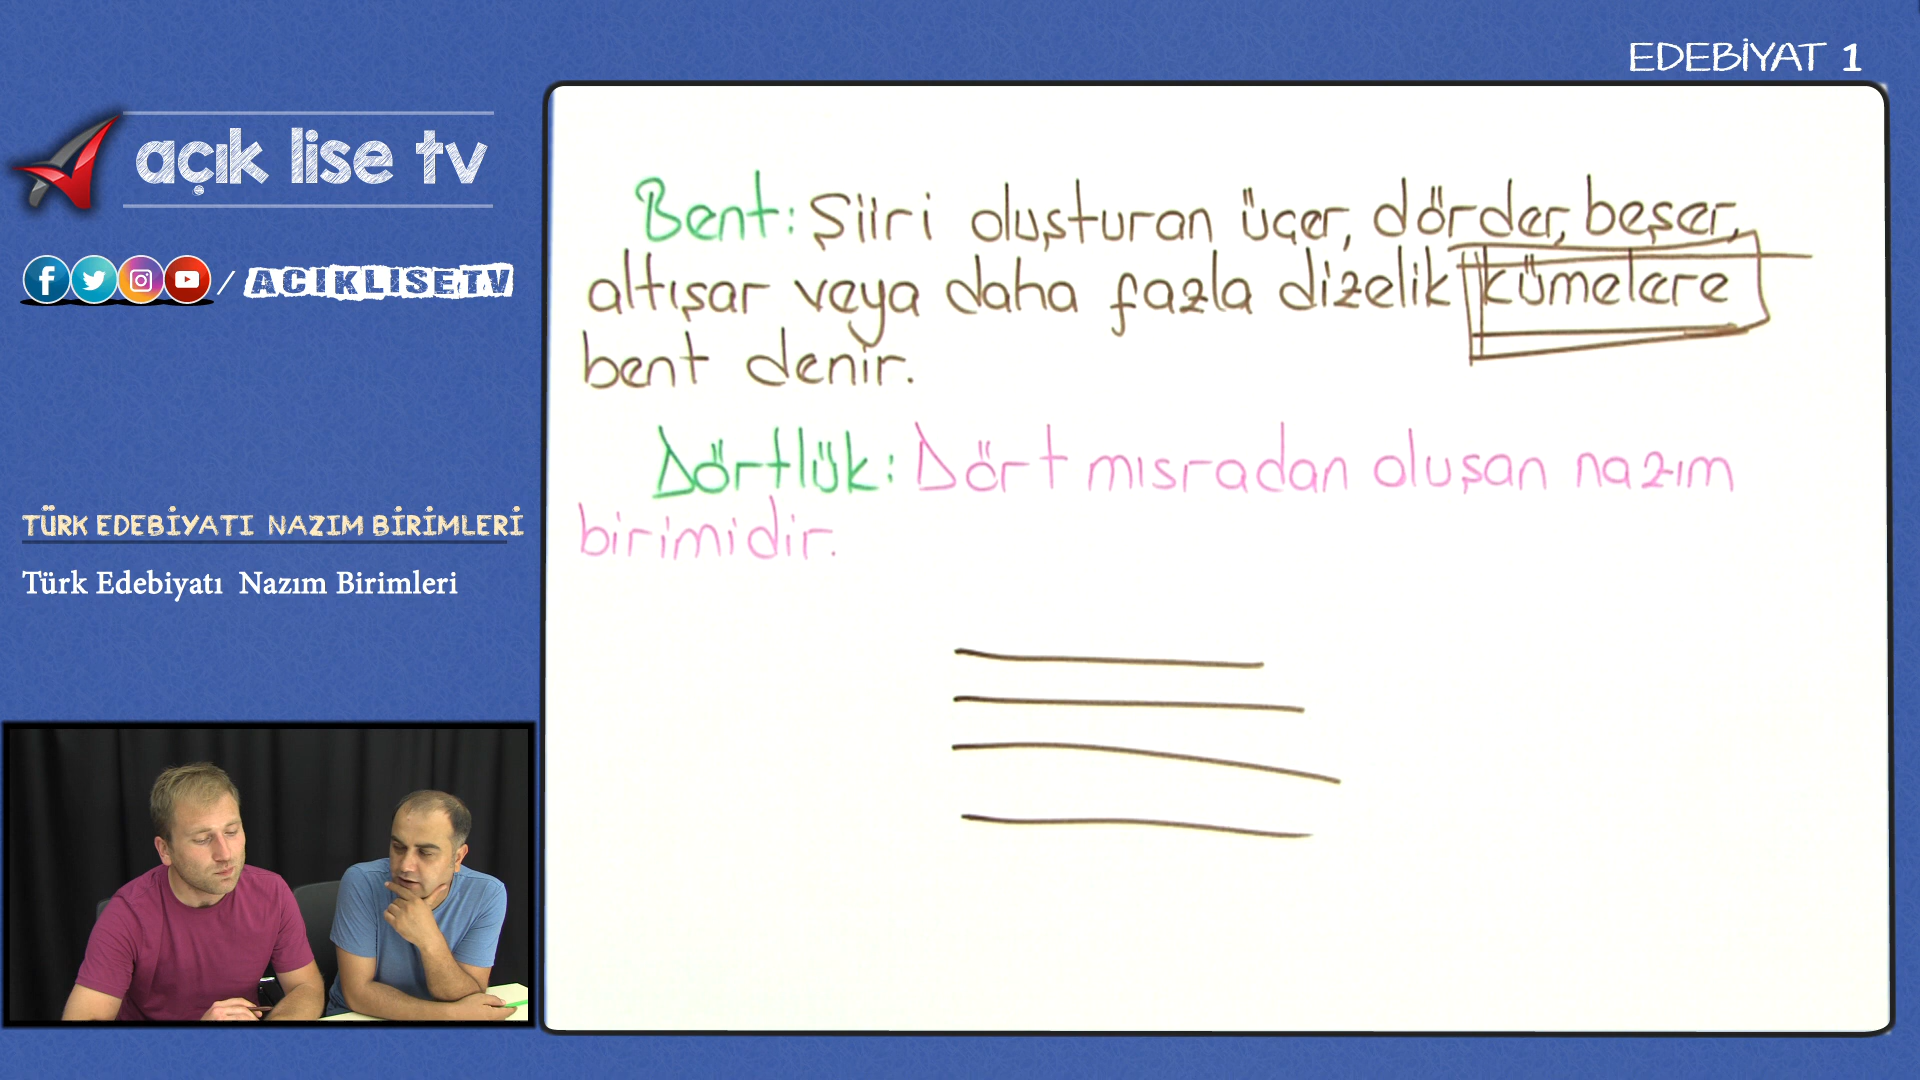 EDEBİYAT 1
açık lise tv
f / ACIKLISETV
Bent: Şiiri oluşturan üçer, dörder, beşer,
altışar veya daha fazla dizelik kümelere
bent denir.
Dörtlük: Dört mısradan oluşan nazım
birimidir.
TÜRK EDEBİYATI NAZIM BİRİMLERİ
Türk Edebiyatı Nazım Birimleri